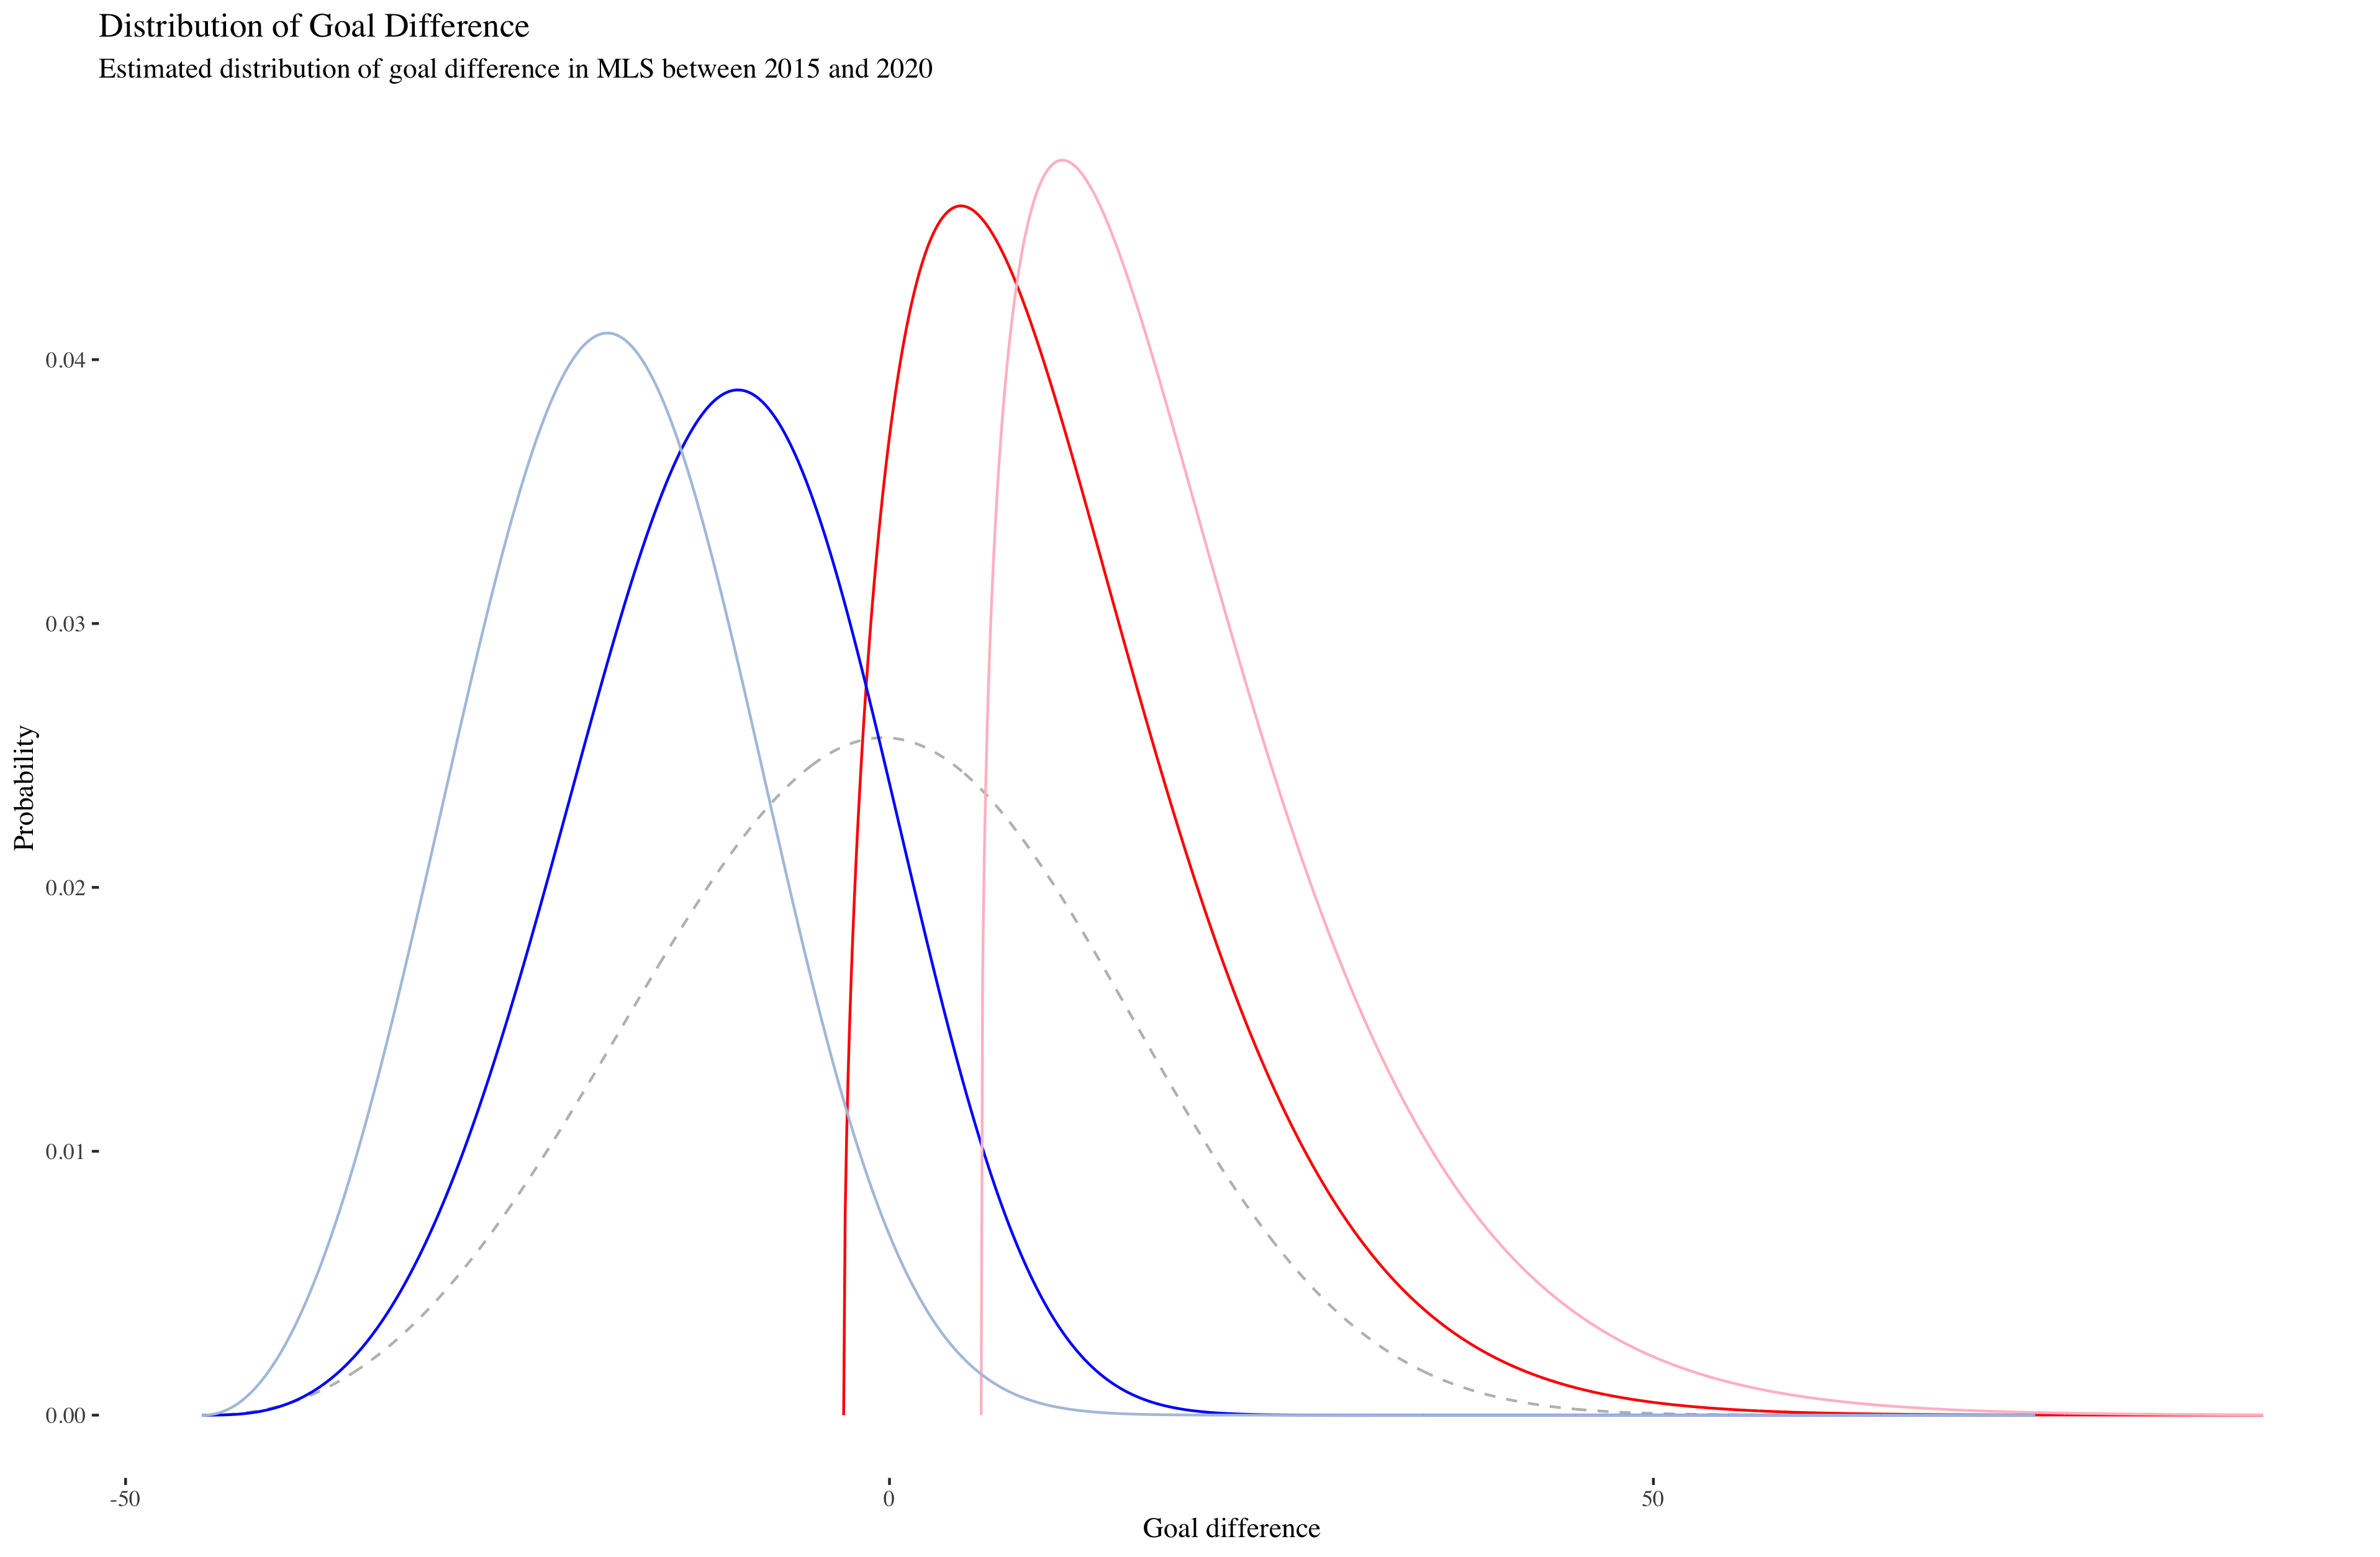 Distribution of Goal Difference
Estimated distribution of goal difference in MLS between 2015 and 2020
Probability
0.04
0.03
0.02
0.01
0.00
-50
0
50
Goal difference